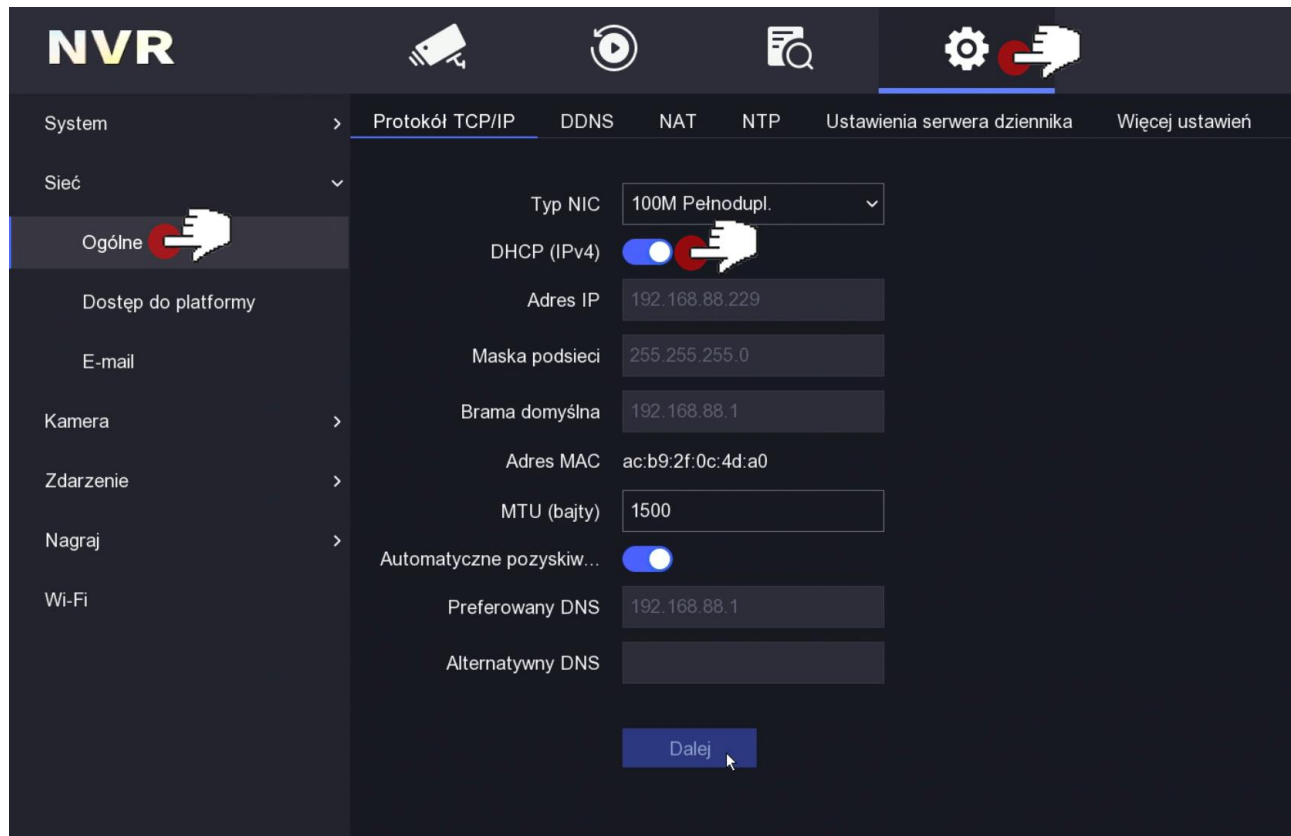 NVR
System
Sieć
Ogólne
Dostęp do platformy
E-mail
Kamera
Zdarzenie
Nagraj
Wi-Fi
Protokół TCP/IP DDNS NAT NTP Ustawienia serwera dziennika Więcej ustawień
Typ NIC 100M Pełnodupl.
DHCP (IPv4)
Adres IP 192.168.88.229
Maska podsieci 255.255.255.0
Brama domyślna 192.168.88.1
Adres MAC ac:b9:2f:0c:4d:a0
MTU (bajty) 1500
Automatyczne pozyskiw...
Preferowany DNS 192.168.88.1
Alternatywny DNS
Dalej